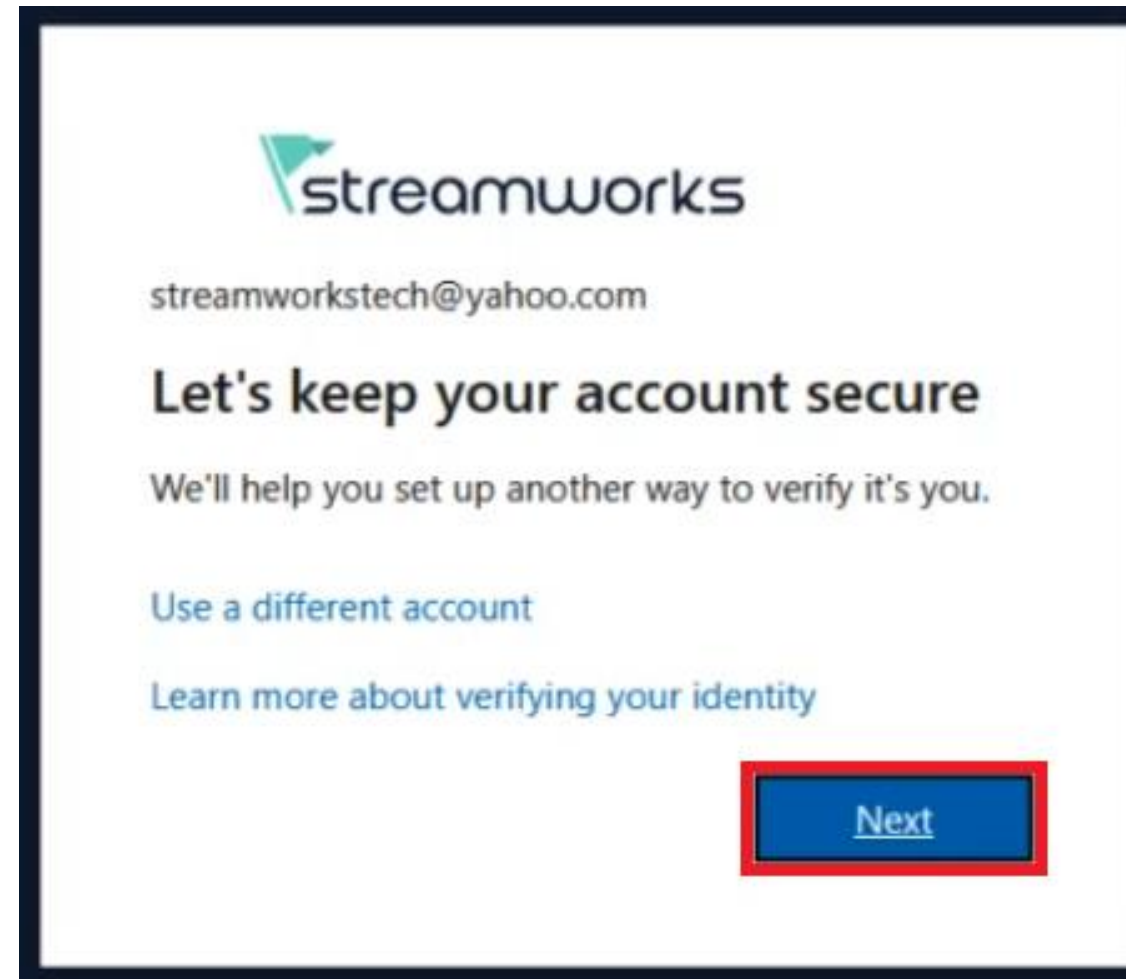 streamworks
streamworkstech@yahoo.com
Let's keep your account secure
We'll help you set up another way to verify it's you.
Use a different account
Learn more about verifying your identity
Next